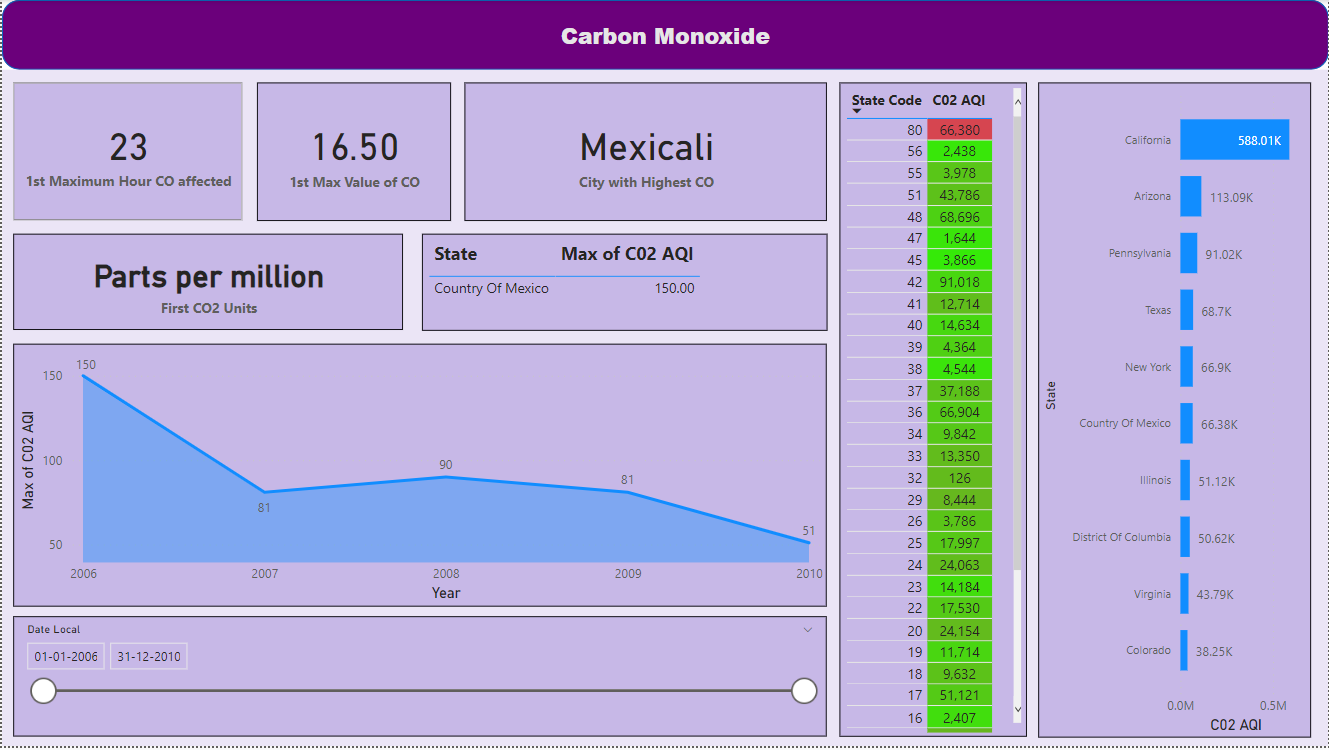 Carbon Monoxide
23
1st Maximum Hour CO affected
16.50
1st Max Value of CO
Mexicali
City with Highest CO
Parts per million
First CO2 Units
State Max of C02 AQI
Country Of Mexico 150.00
Max of C02 AQI
150
100
50
150
81
90
81
51
2006 2007 2008 2009 2010
Year
Date Local
01-01-2006 31-12-2010
State Code C02 AQI
80 66,380
56 2,438
55 3,978
51 43,786
48 68,696
47 1,644
45 3,866
42 91,018
41 12,714
40 14,634
39 4,364
38 4,544
37 37,188
36 66,904
34 9,842
33 13,350
32 126
29 8,444
26 3,786
25 17,997
24 24,063
23 14,184
22 17,530
20 24,154
19 11,714
18 9,632
17 51,121
16 2,407
State
California 588.01K
Arizona 113.09K
Pennsylvania 91.02K
Texas 68.7K
New York 66.9K
Country Of Mexico 66.38K
Illinois 51.12K
District Of Columbia 50.62K
Virginia 43.79K
Colorado 38.25K
0.0M 0.5M
C02 AQI